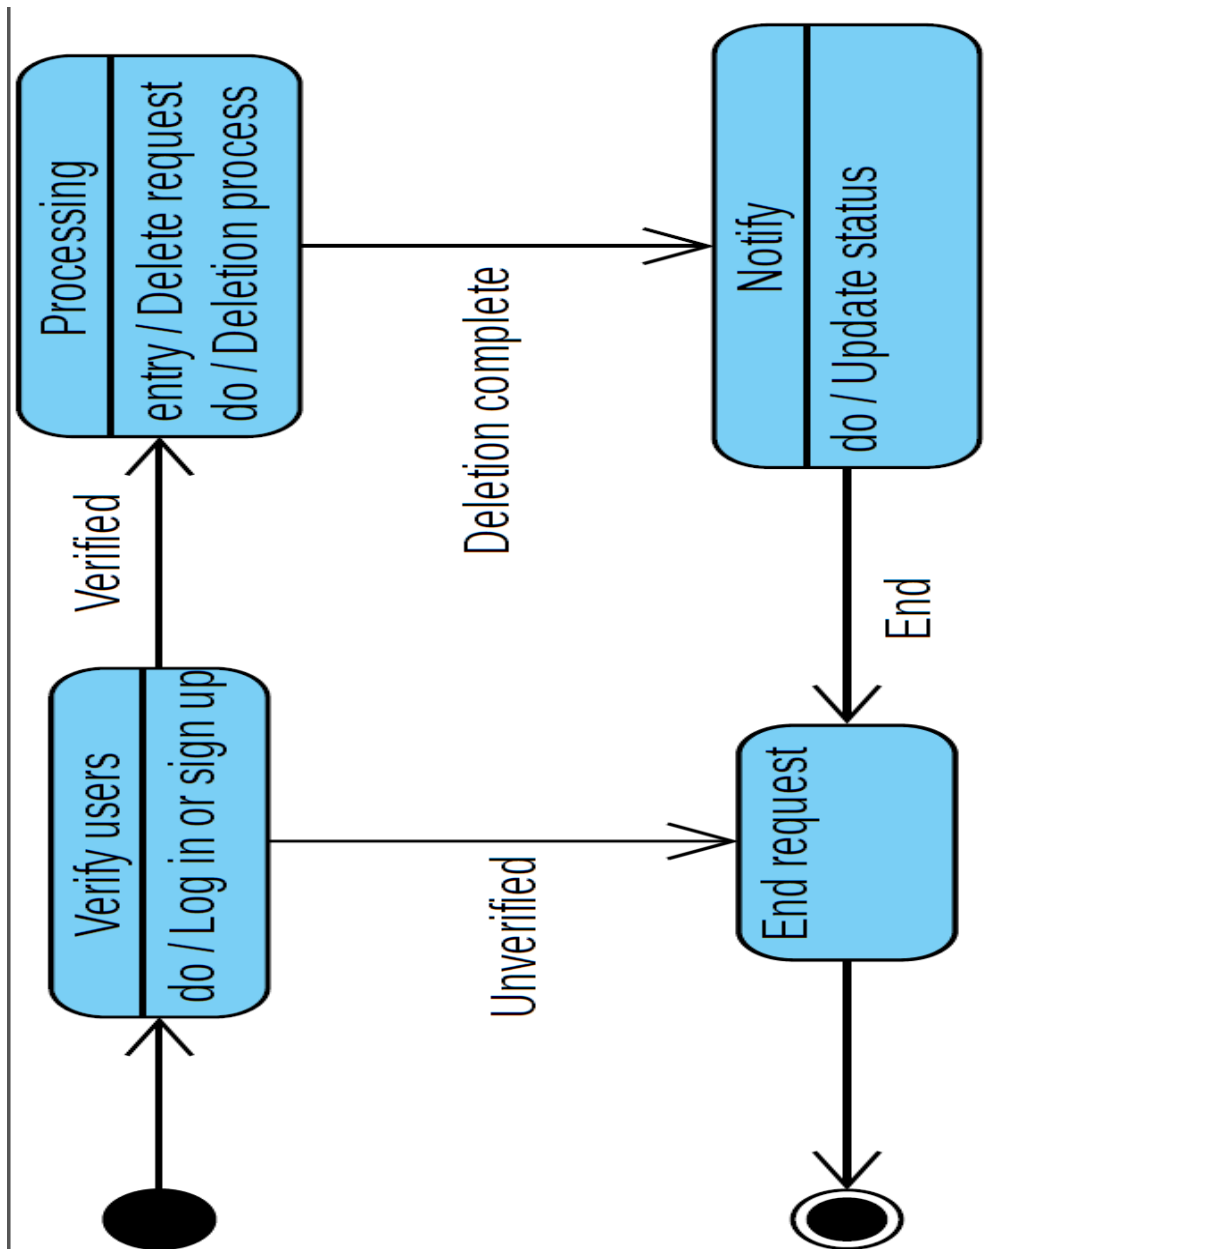 Verify users
do / Log in or sign up
Verified
Processing
entry / Delete request
do / Deletion process
Unverified
Deletion complete
End request
End
Notify
do / Update status